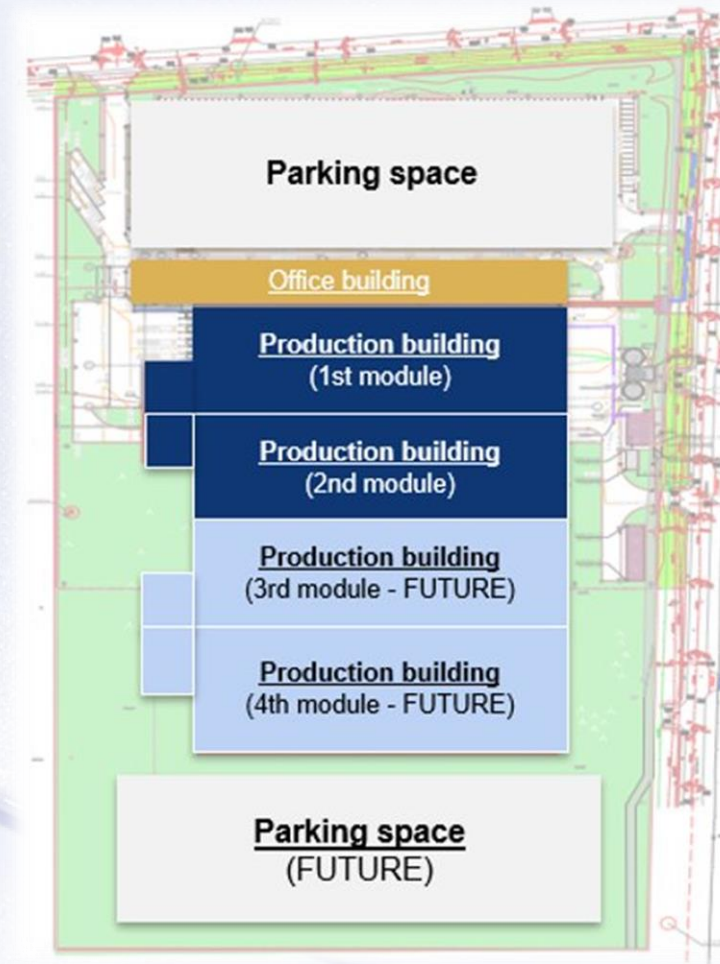 Parking space
Office building
Production building
(1st module)
Production building
(2nd module)
Production building
(3rd module - FUTURE)
Production building
(4th module - FUTURE)
Parking space
(FUTURE)